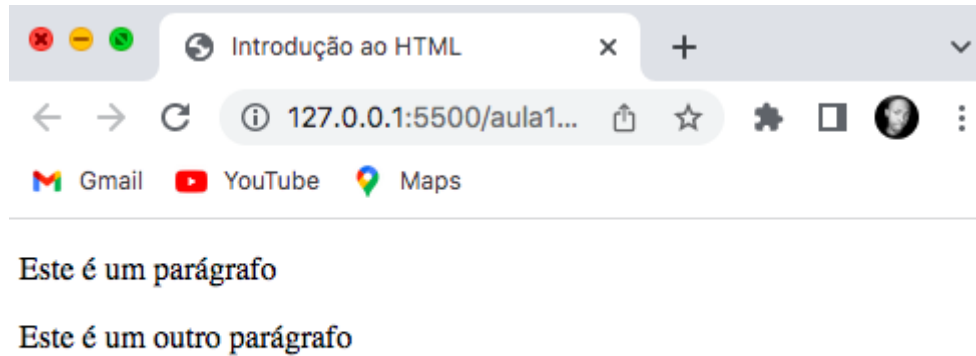 Introdução ao HTML
127.0.0.1:5500/aula1...
Gmail YouTube Maps
Este é um parágrafo
Este é um outro parágrafo